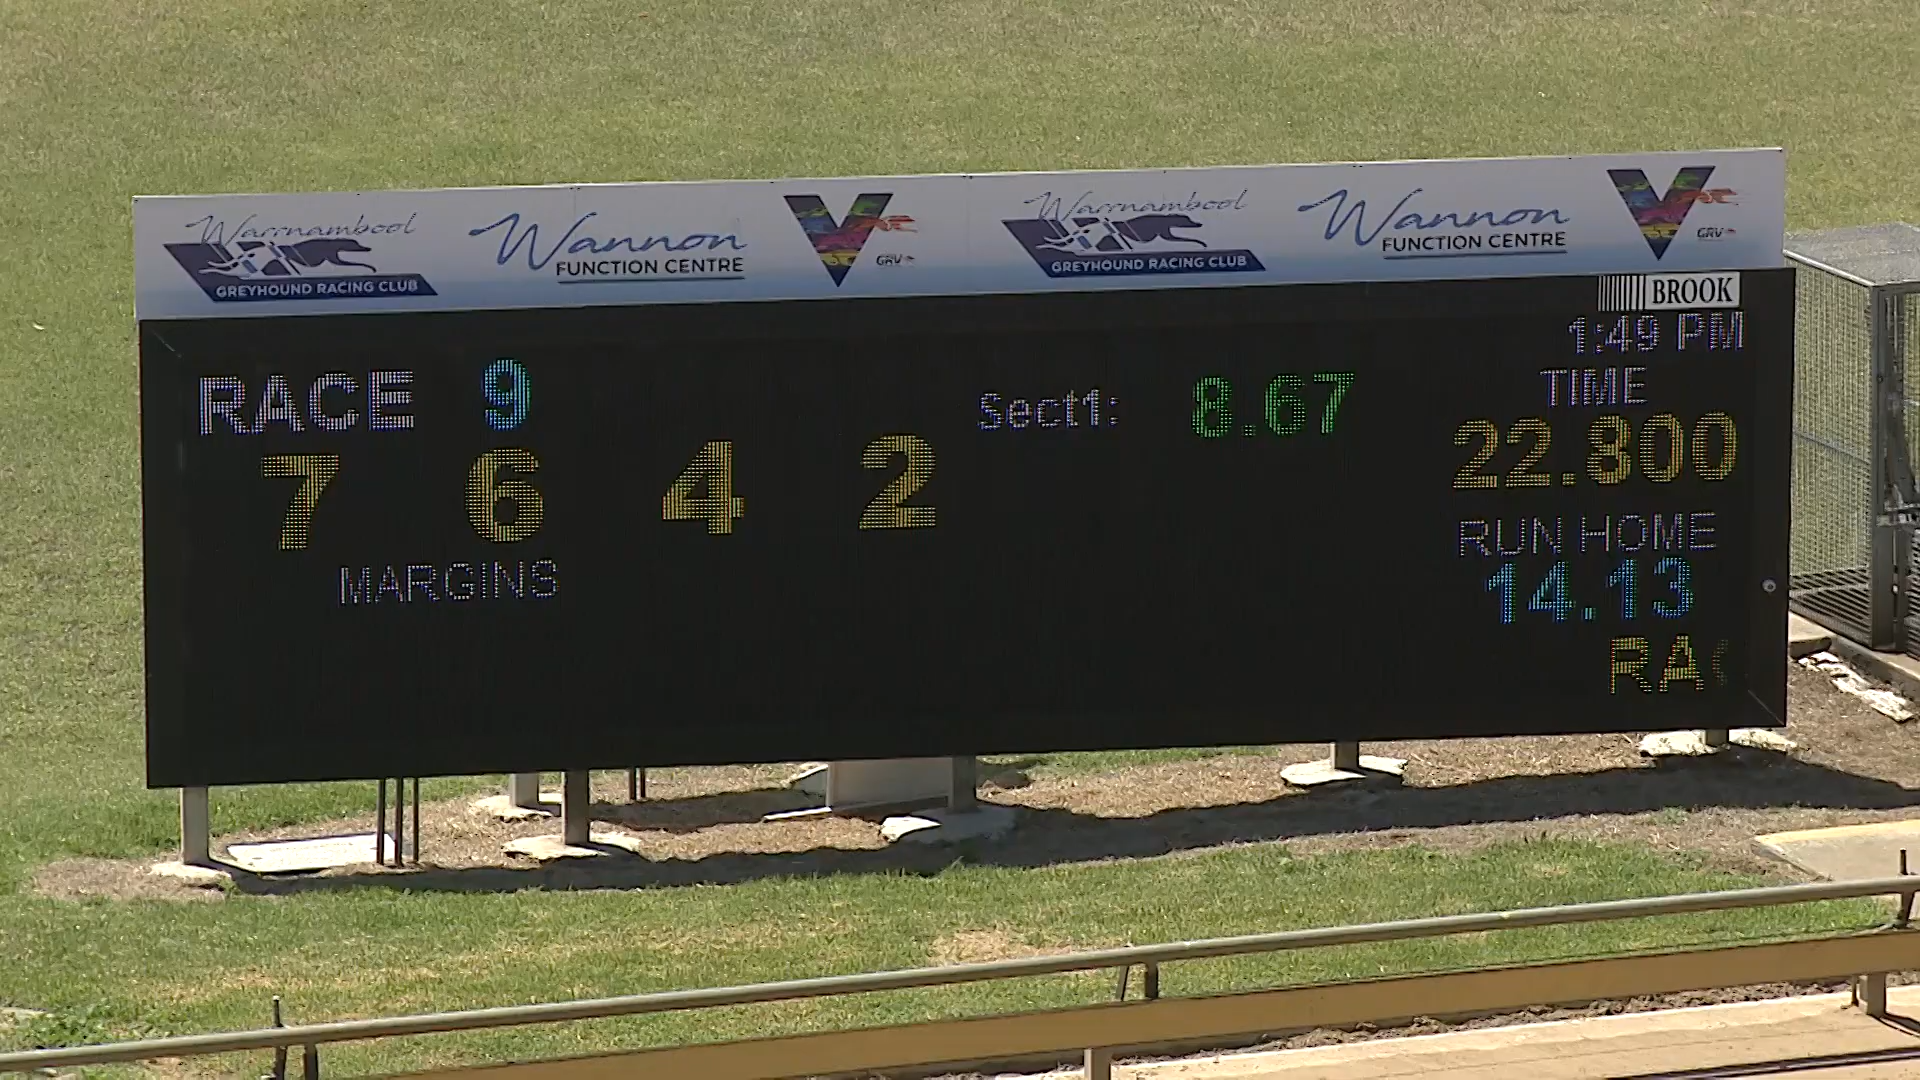 Warrnambool
GREYHOUND RACING CLUB
Wannon
FUNCTION CENTRE
V
GRV
Warrnambool
GREYHOUND RACING CLUB
Wannon
FUNCTION CENTRE
V
GRV
BROOK
1:49 PM
RACE 9
Sect1: 8.67
TIME
22.800
7 6 4 2
RUN HOME
14.13
MARGINS
RA